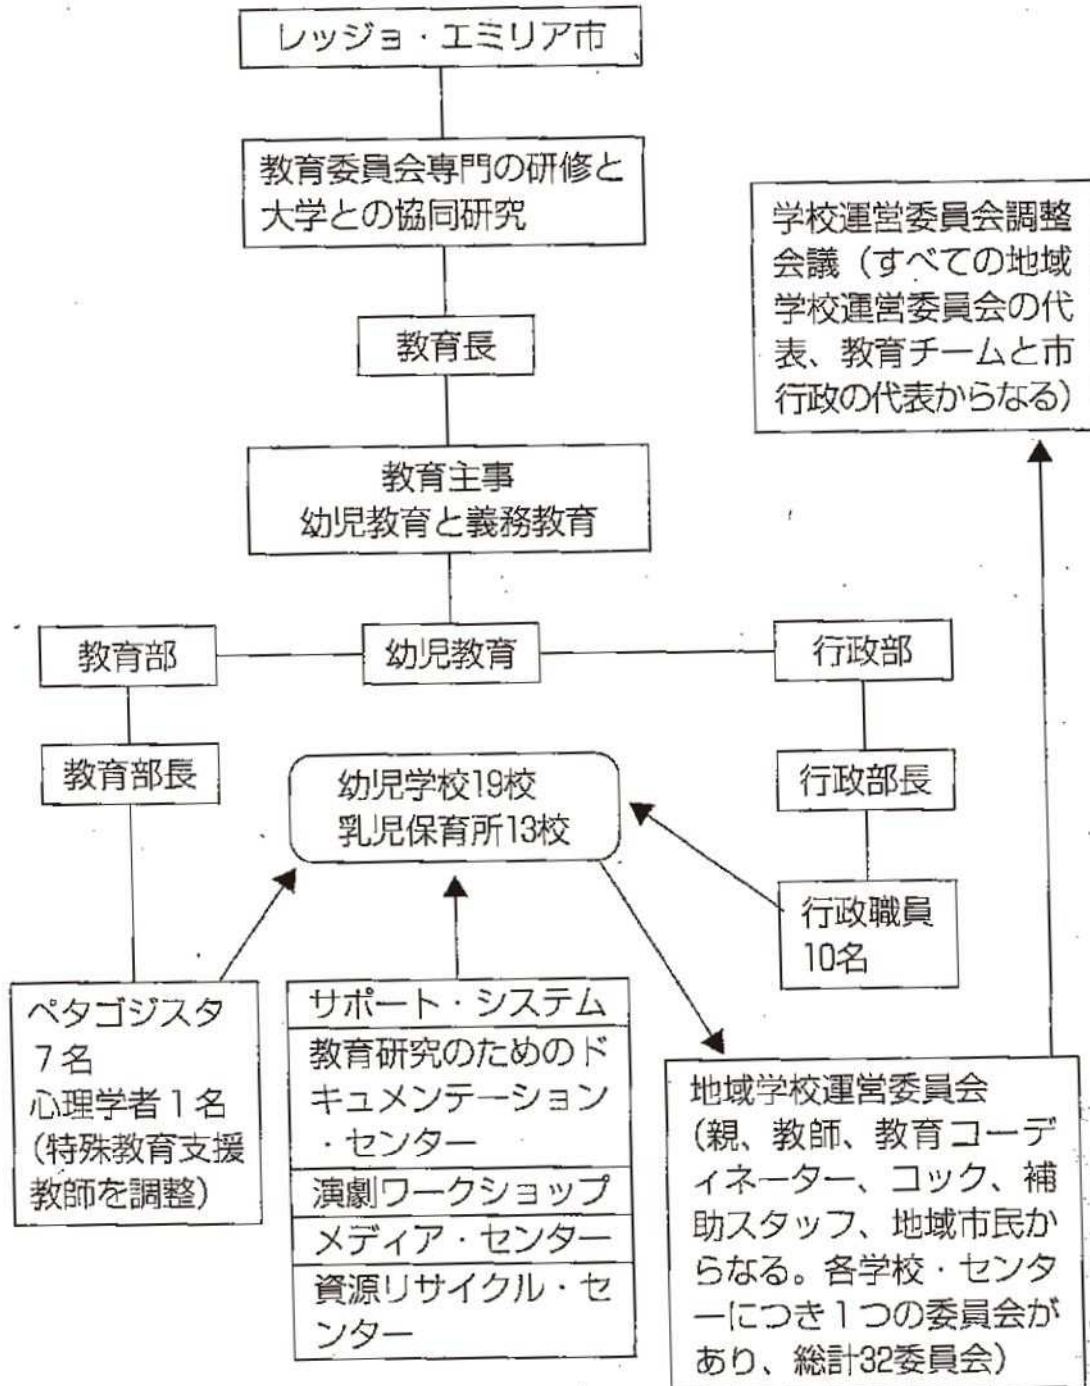 レッジョ・エミリア市
教育委員会専門の研修と
大学との協同研究
学校運営委員会調整
会議（すべての地域
学校運営委員会の代
表、教育チームと市
行政の代表からなる）
教育長
教育主事
幼児教育と義務教育
教育部
幼児教育
行政部
教育部長
幼児学校19校
乳児保育所13校
行政部長
行政職員
10名
ペタゴジスタ
7名
心理学者1名
（特殊教育支援
教師を調整）
サポート・システム
教育研究のためのド
キュメンテーション
・センター
演劇ワークショップ
メディア・センター
資源リサイクル・セ
ンター
地域学校運営委員会
（親、教師、教育コーデ
ィネーター、コック、補
助スタッフ、地域市民か
らなる。各学校・センタ
ーにつき1つの委員会が
あり、総計32委員会）